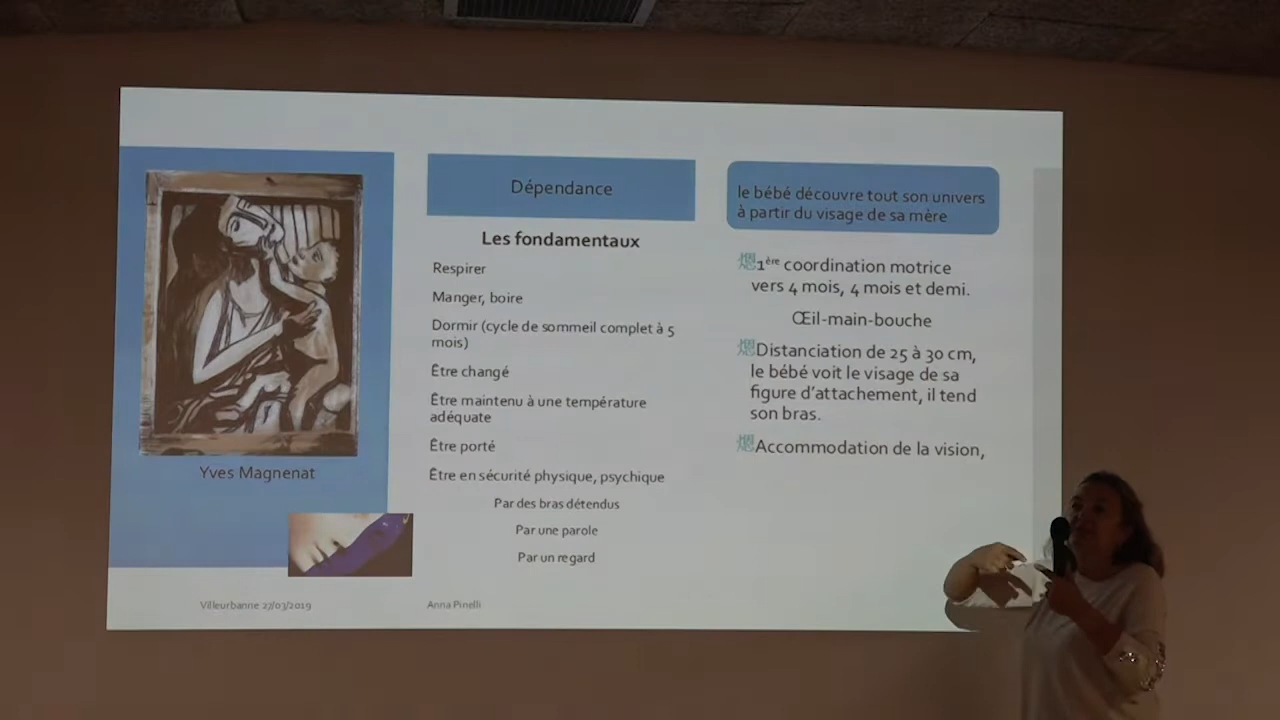 Yves Magnenat
Dépendance
Les fondamentaux
Respirer
Manger, boire
Dormir (cycle de sommeil complet à 5
mois)
Être changé
Être maintenu à une température
adéquate
Être porté
Être en sécurité physique, psychique
Par des bras détendus
Par une parole
Par un regard
le bébé découvre tout son univers
à partir du visage de sa mère
1ère coordination motrice
vers 4 mois, 4 mois et demi.
Œil-main-bouche
Distanciation de 25 à 30 cm,
le bébé voit le visage de sa
figure d'attachement, il tend
son bras.
Accommodation de la vision,
Villeurbanne 27/03/2019
Anna Pinelli